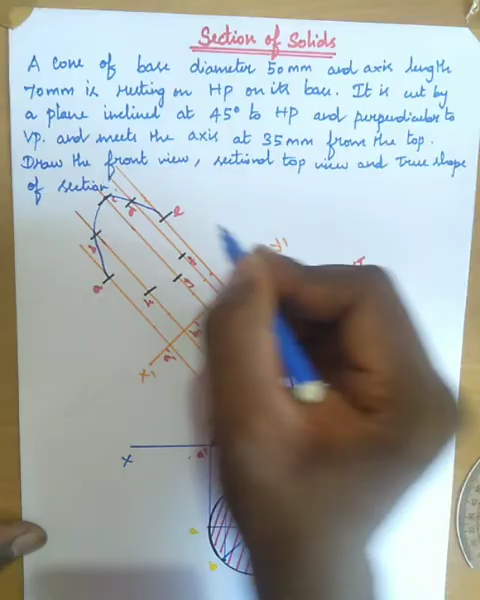 Section of Solids
A cone of base diameter 50mm and axis length
70mm is resting on HP on its base. It is cut by
a plane inclined at 45° to HP and perpendicular to
VP. and meets the axis at 35mm from the top.
Draw the front view, sectional top view and True shape
of section.
e
d
c
b
a
h
g
Y1
X1
a'
X
a'
a
b